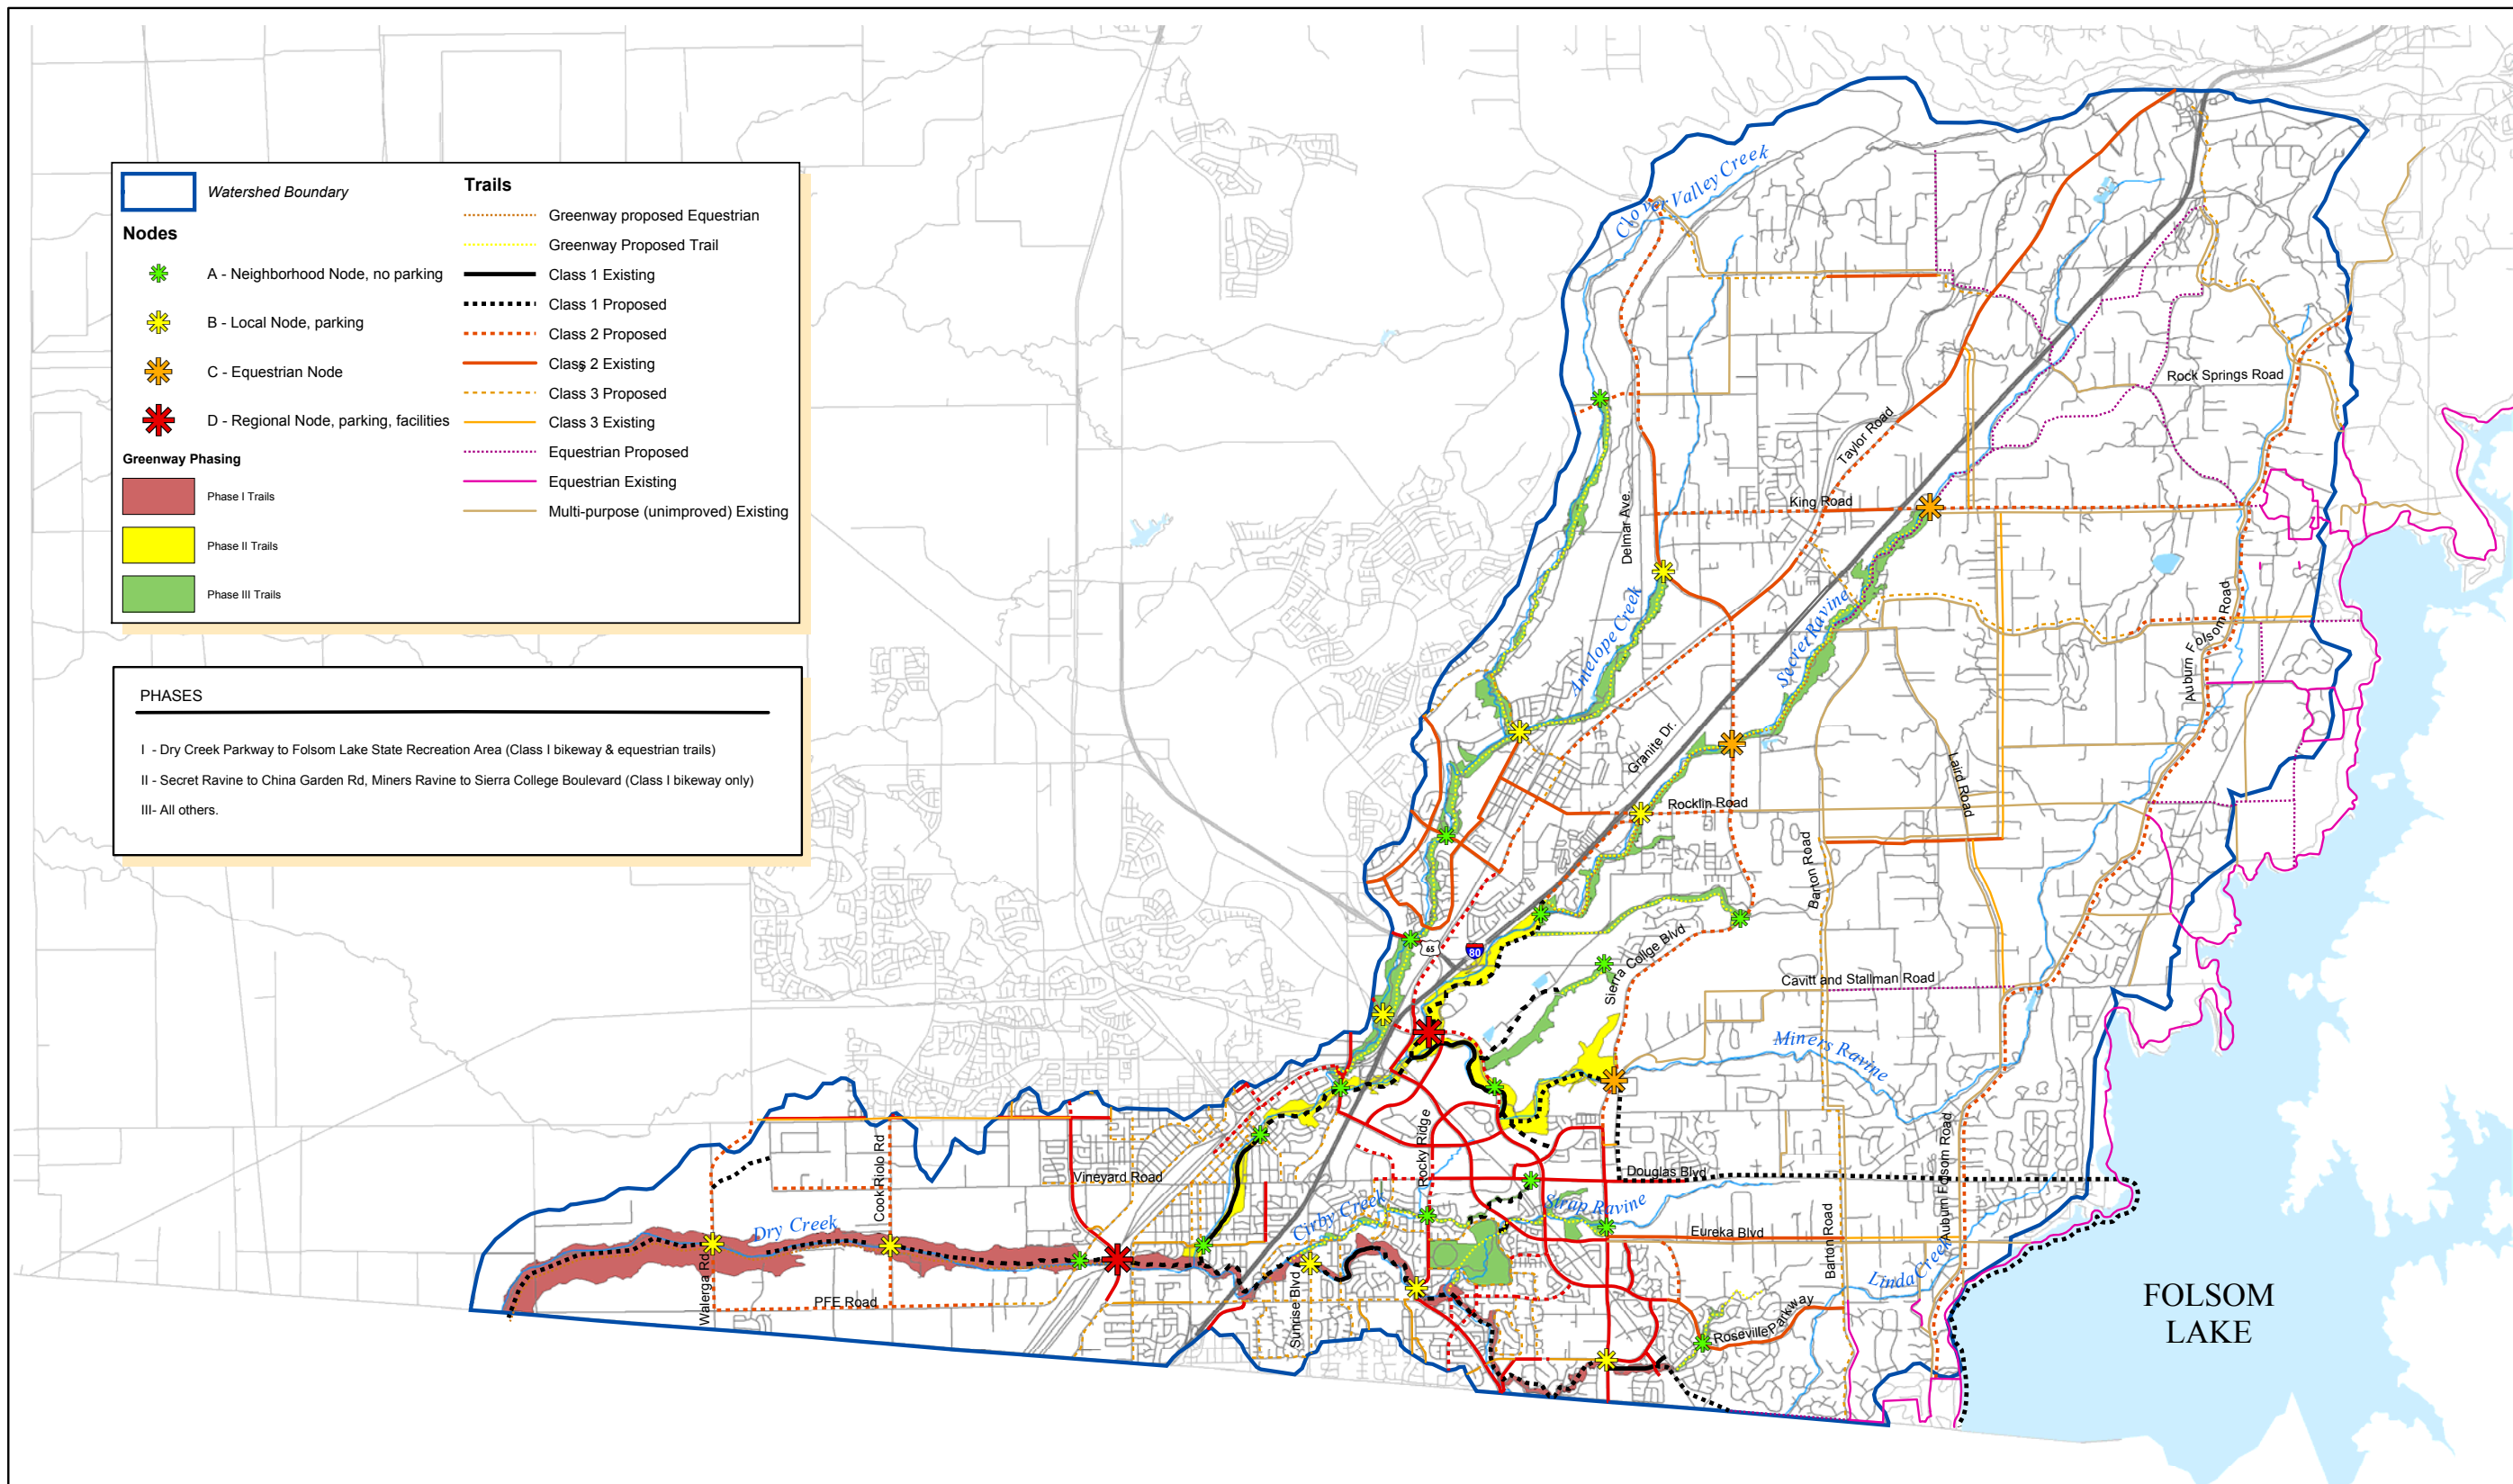 Watershed Boundary
Nodes
A - Neighborhood Node, no parking
B - Local Node, parking
C - Equestrian Node
D - Regional Node, parking, facilities
Greenway Phasing
Phase I Trails
Phase II Trails
Phase III Trails
Trails
Greenway proposed Equestrian
Greenway Proposed Trail
Class 1 Existing
Class 1 Proposed
Class 2 Proposed
Class 2 Existing
s
Class 3 Proposed
Class 3 Existing
Equestrian Proposed
Equestrian Existing
Multi-purpose (unimproved) Existing
PHASES
I - Dry Creek Parkway to Folsom Lake State Recreation Area (Class I bikeway & equestrian trails)
II - Secret Ravine to China Garden Rd, Miners Ravine to Sierra College Boulevard (Class I bikeway only)
III- All others.
Clover Valley Creek
Rock Springs Road
Taylor Road
King Road
Delmar Ave.
Antelope Creek
Secret Ravine
Auburn Folsom Road
Granite Dr.
Laird Road
Rocklin Road
Barton Road
65
80
Sierra Collge Blvd
Cavitt and Stallman Road
Miners Ravine
Rocky Ridge
Auburn Folsom Road
Cook Riolo Rd
Vineyard Road
Douglas Blvd
Dry Creek
Cirby Creek
Strap Ravine
Eureka Blvd
Walerga Rd
Sunrise Blvd
Barton Road
Linda Creek
PFE Road
Roseville Parkway
FOLSOM
LAKE